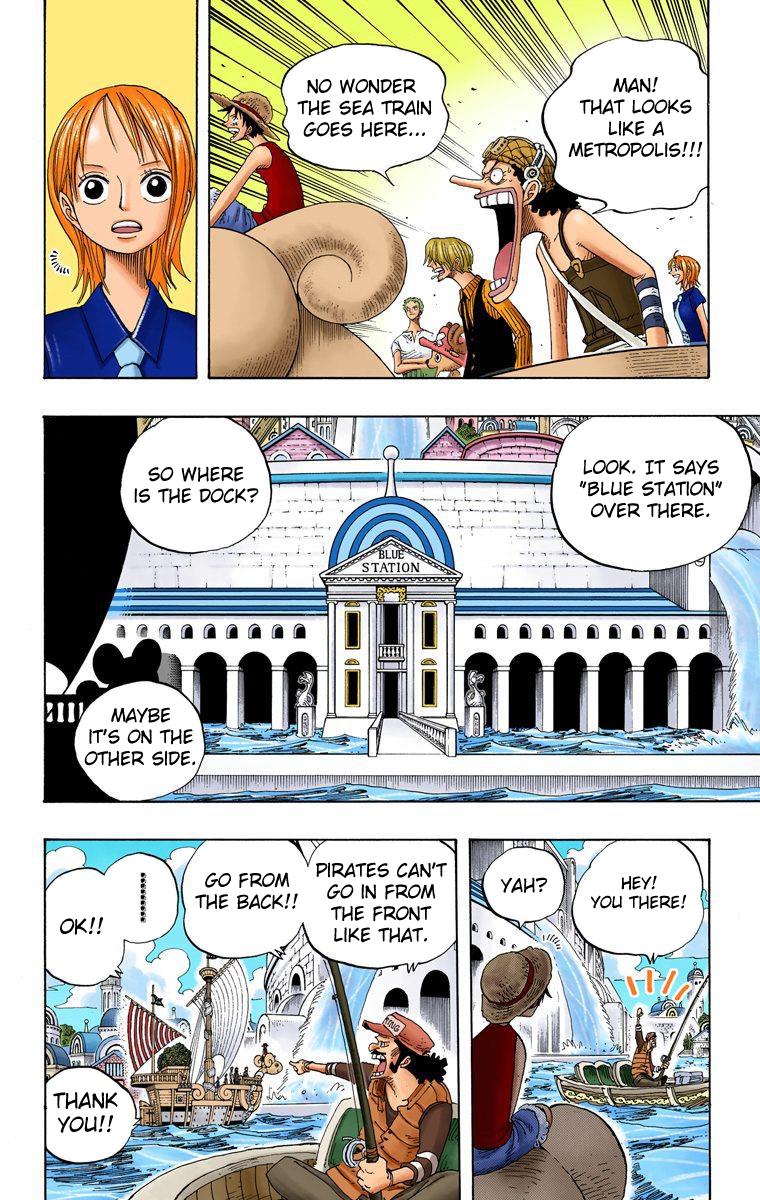 MAN!
THAT LOOKS
LIKE A
METROPOLIS!!!
NO WONDER
THE SEA TRAIN
GOES HERE...
LOOK. IT SAYS
"BLUE STATION"
OVER THERE.
SO WHERE
IS THE DOCK?
BLUE
STATION
MAYBE
IT'S ON THE
OTHER SIDE.
HEY!
YOU THERE!
YAH?
PIRATES CAN'T
GO IN FROM
THE FRONT
LIKE THAT.
GO FROM
THE BACK!!
OK!!
THANK
YOU!!